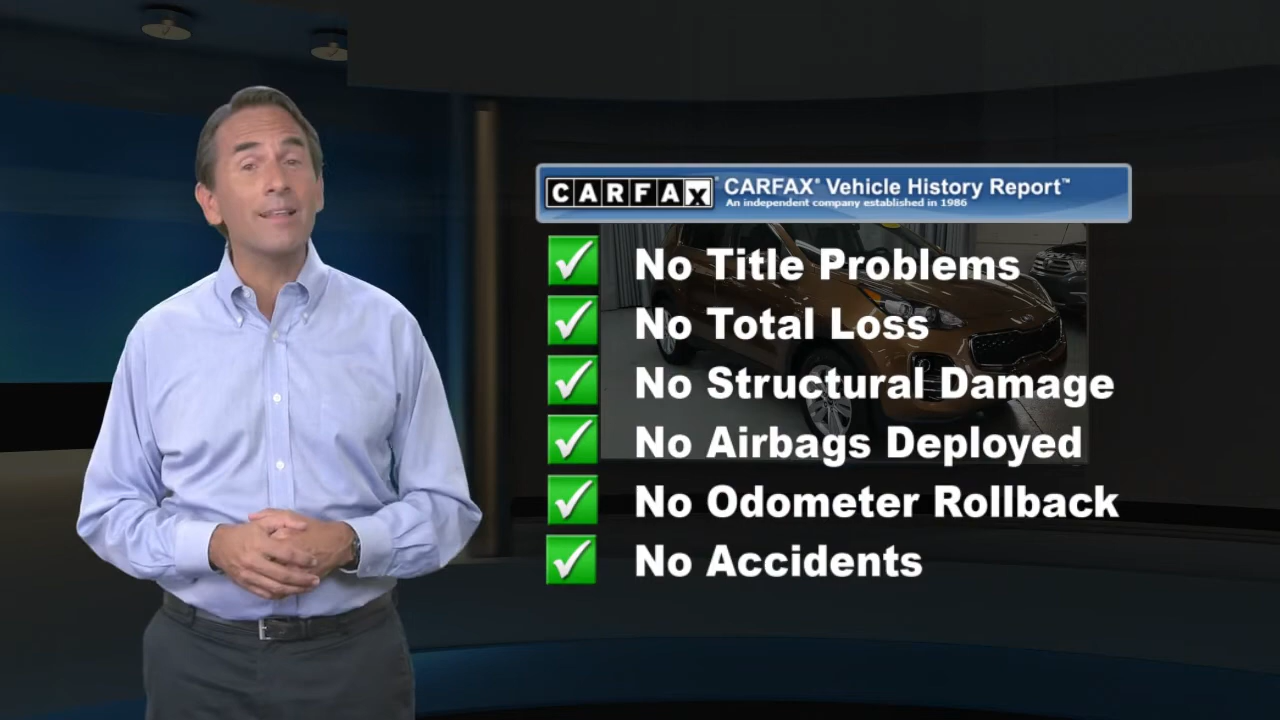 CARFAX® CARFAX® Vehicle History Report™
An independent company established in 1986
No Title Problems
No Total Loss
No Structural Damage
No Airbags Deployed
No Odometer Rollback
No Accidents